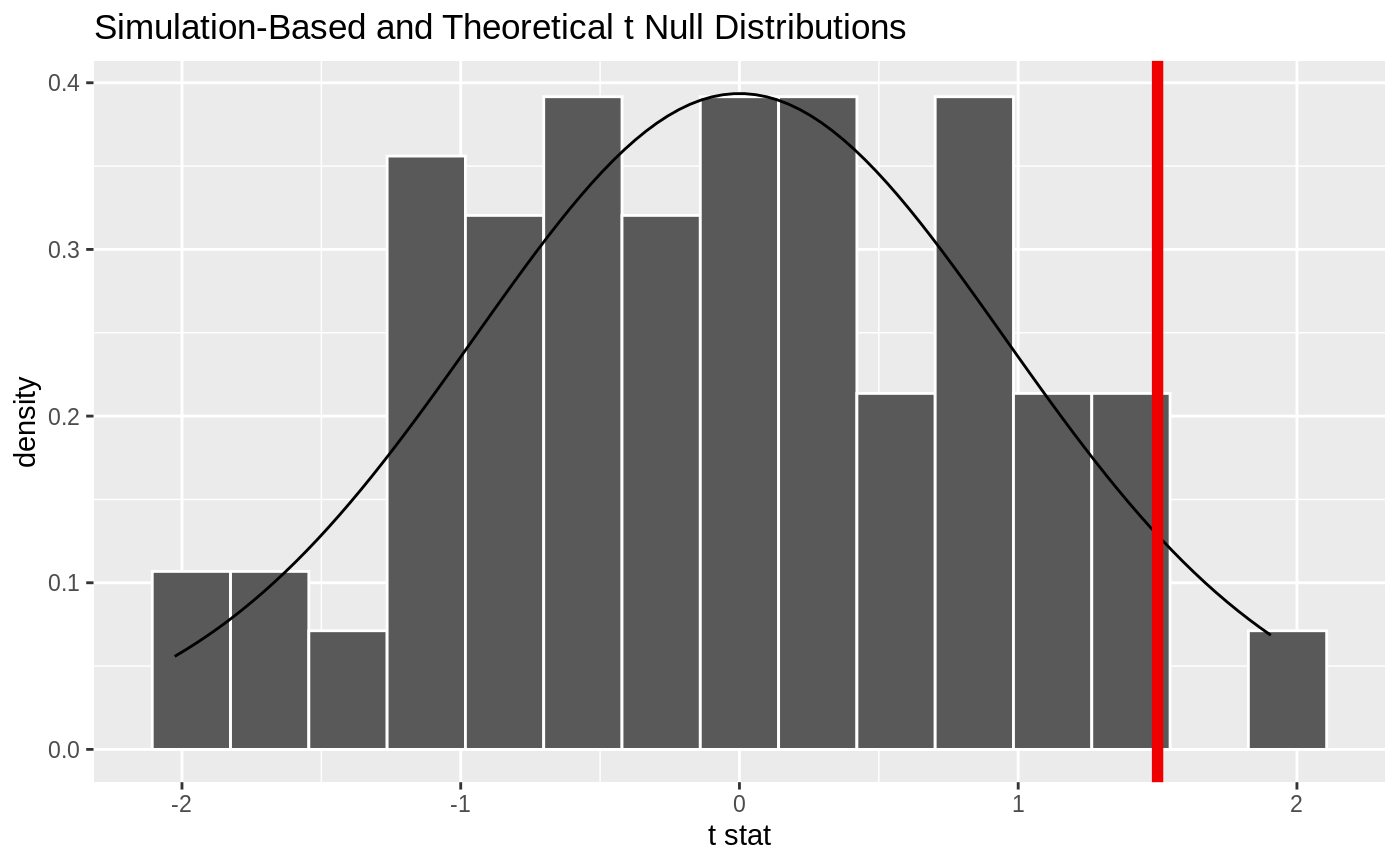 Simulation-Based and Theoretical t Null Distributions
0.4
0.3
0.2
0.1
0.0
density
-2 -1 0 1 2
t stat